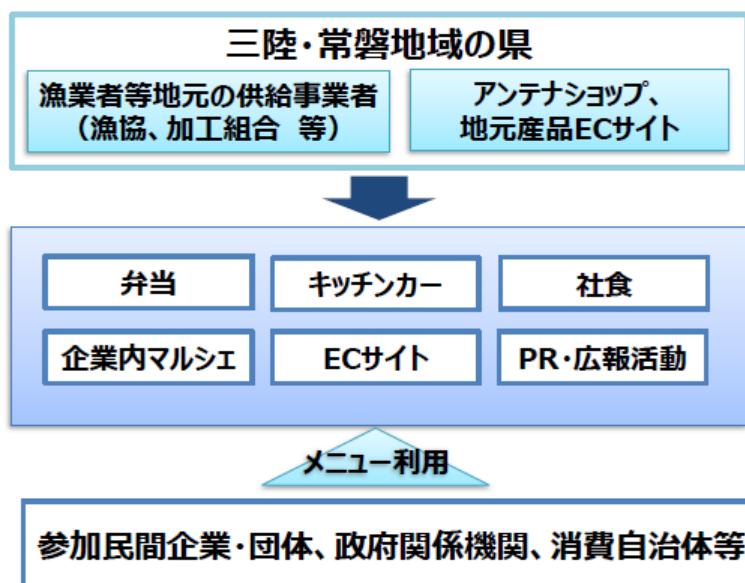 三陸・常磐地域の県
漁業者等地元の供給事業者
（漁協、加工組合 等）
アンテナショップ、
地元産品ECサイト
弁当
キッチンカー
社食
企業内マルシェ
ECサイト
PR・広報活動
メニュー利用
参加民間企業・団体、政府関係機関、消費自治体等